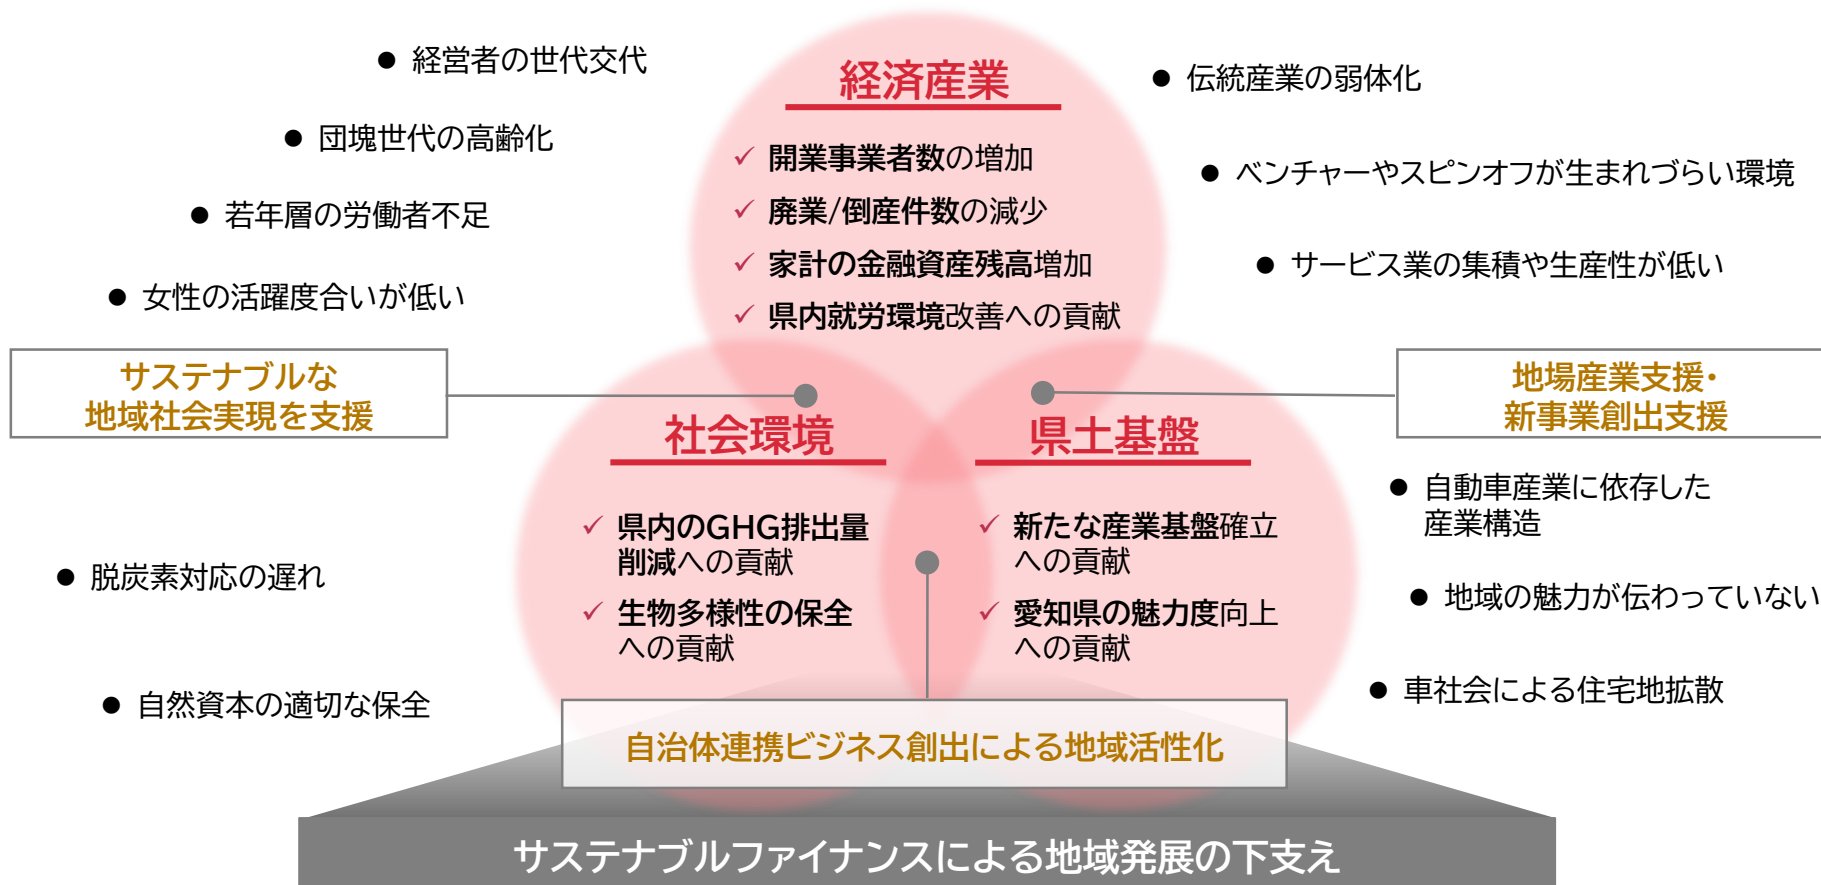 経済産業
✓ 開業事業者数の増加
✓ 廃業/倒産件数の減少
✓ 家計の金融資産残高増加
✓ 県内就労環境改善への貢献
● 経営者の世代交代
● 団塊世代の高齢化
● 若年層の労働者不足
● 女性の活躍度合いが低い
● 伝統産業の弱体化
● ベンチャーやスピンオフが生まれづらい環境
● サービス業の集積や生産性が低い
サステナブルな
地域社会実現を支援
地場産業支援・
新事業創出支援
社会環境
✓ 県内のGHG排出量
削減への貢献
✓ 生物多様性の保全
への貢献
県土基盤
✓ 新たな産業基盤確立
への貢献
✓ 愛知県の魅力度向上
への貢献
● 脱炭素対応の遅れ
● 自然資本の適切な保全
● 自動車産業に依存した
産業構造
● 地域の魅力が伝わっていない
● 車社会による住宅地拡散
自治体連携ビジネス創出による地域活性化
サステナブルファイナンスによる地域発展の下支え